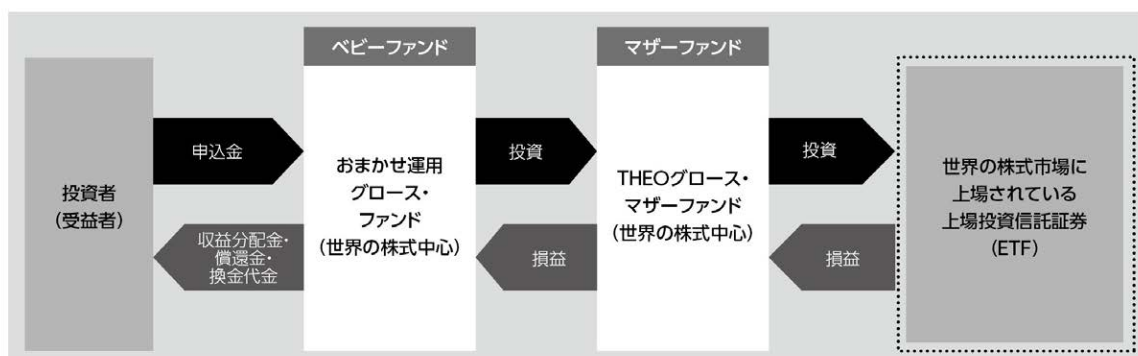 ベビーファンド
マザーファンド
投資者
(受益者)
申込金
収益分配金・
償還金・
換金代金
おまかせ運用
グロース・
ファンド
(世界の株式中心)
投資
損益
THEOグロース・
マザーファンド
(世界の株式中心)
投資
損益
世界の株式市場に
上場されている
上場投資信託証券
(ETF)